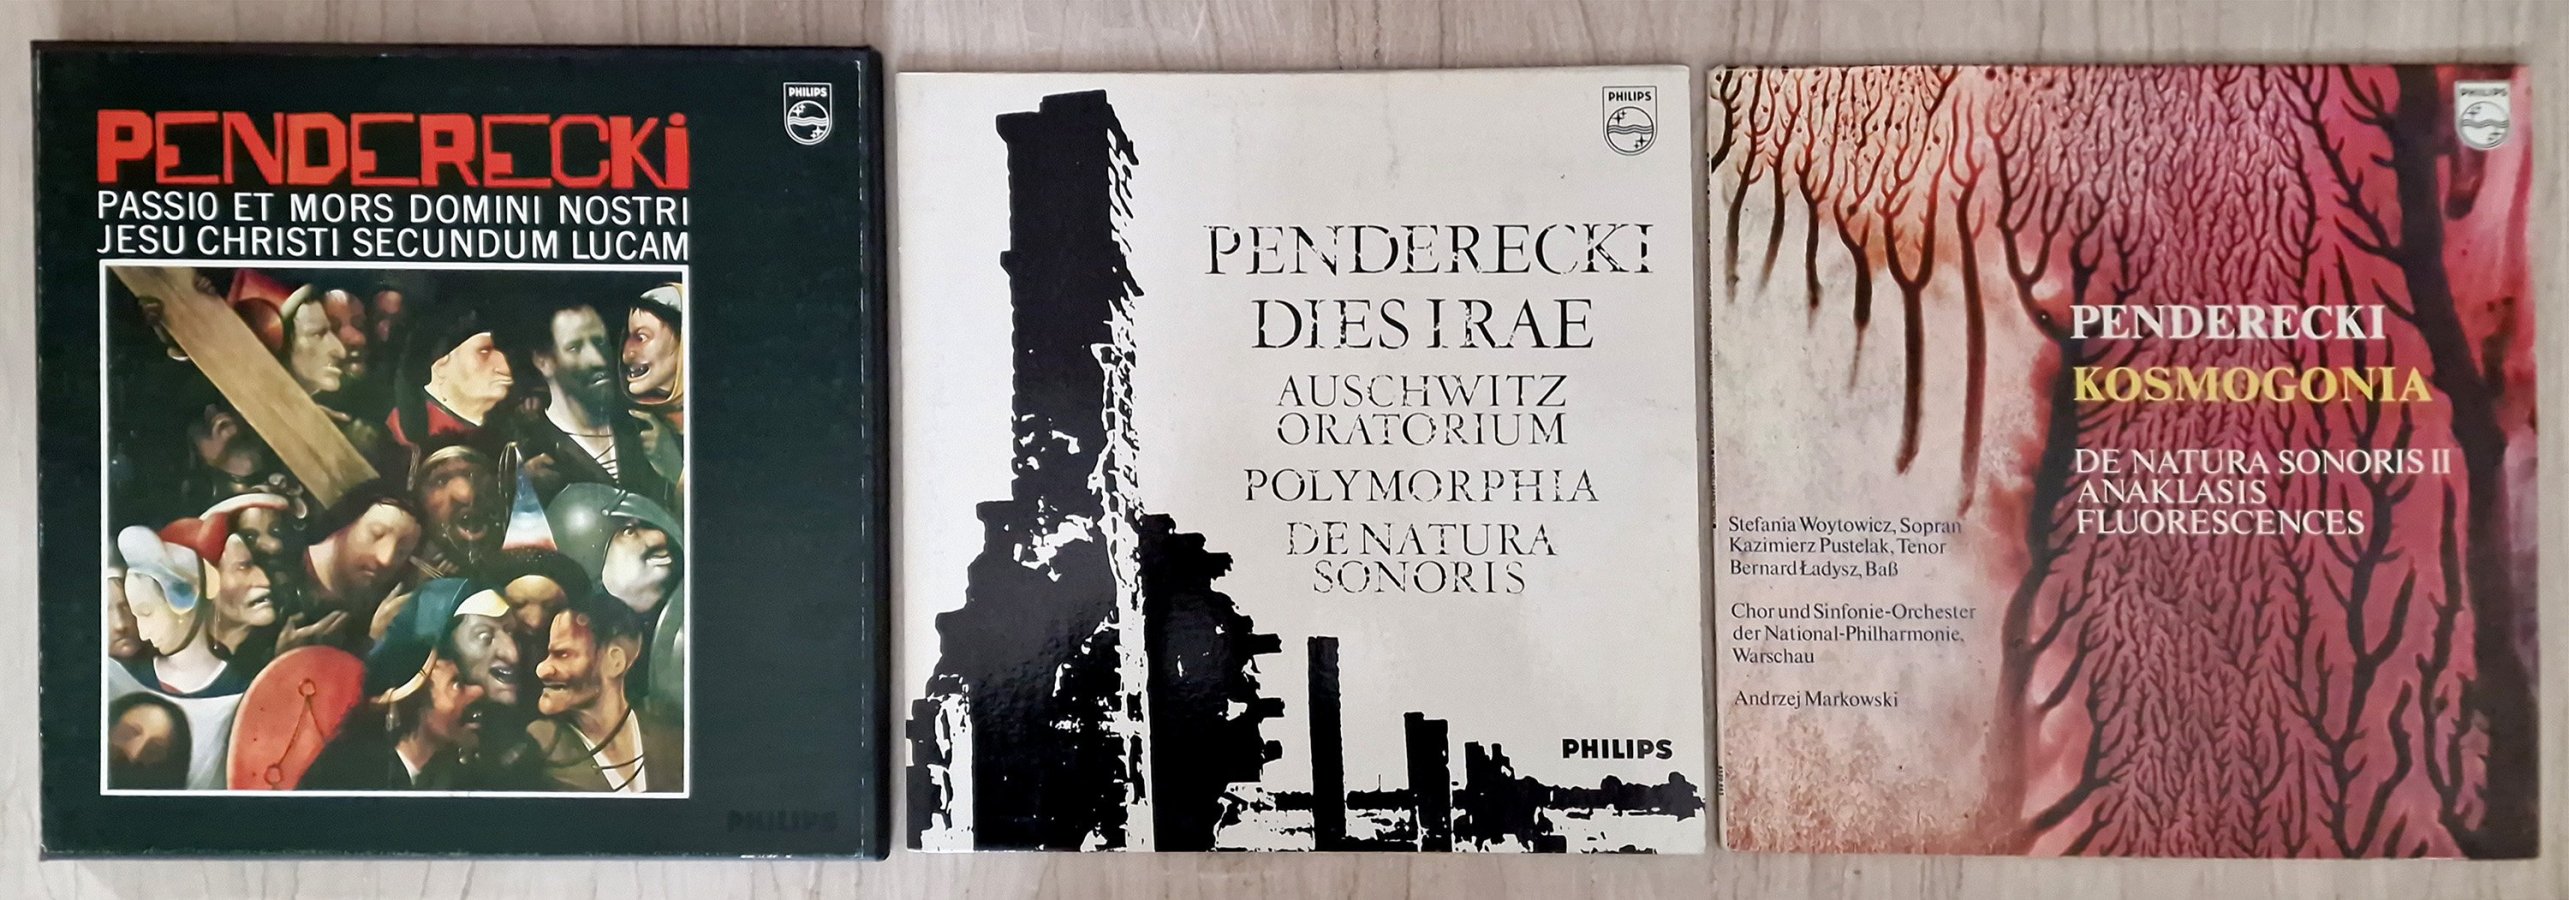 PENDERECKi
PASSIO ET MORS DOMINI NOSTRI
JESU CHRISTI SECUNDUM LUCAM
PHILIPS
PHILIPS
PHILIPS
PENDERECKI
DIES IRAE
AUSCHWITZ
ORATORIUM
POLYMORPHIA
DE NATURA
SONORIS
PHILIPS
PHILIPS
PENDERECKI
KOSMOGONIA
DE NATURA SONORIS II
ANAKLASIS
FLUORESCENCES
Stefania Woytowicz, Sopran
Kazimierz Pustelak, Tenor
Bernard Ładysz, Baß
Chor und Sinfonie-Orchester
der National-Philharmonie,
Warschau
Andrzej Markowski